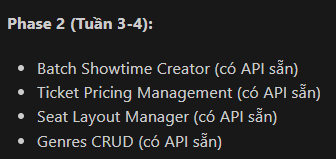 Phase 2 (Tuần 3-4):
Batch Showtime Creator (có API sẵn)
Ticket Pricing Management (có API sẵn)
Seat Layout Manager (có API sẵn)
Genres CRUD (có API sẵn)